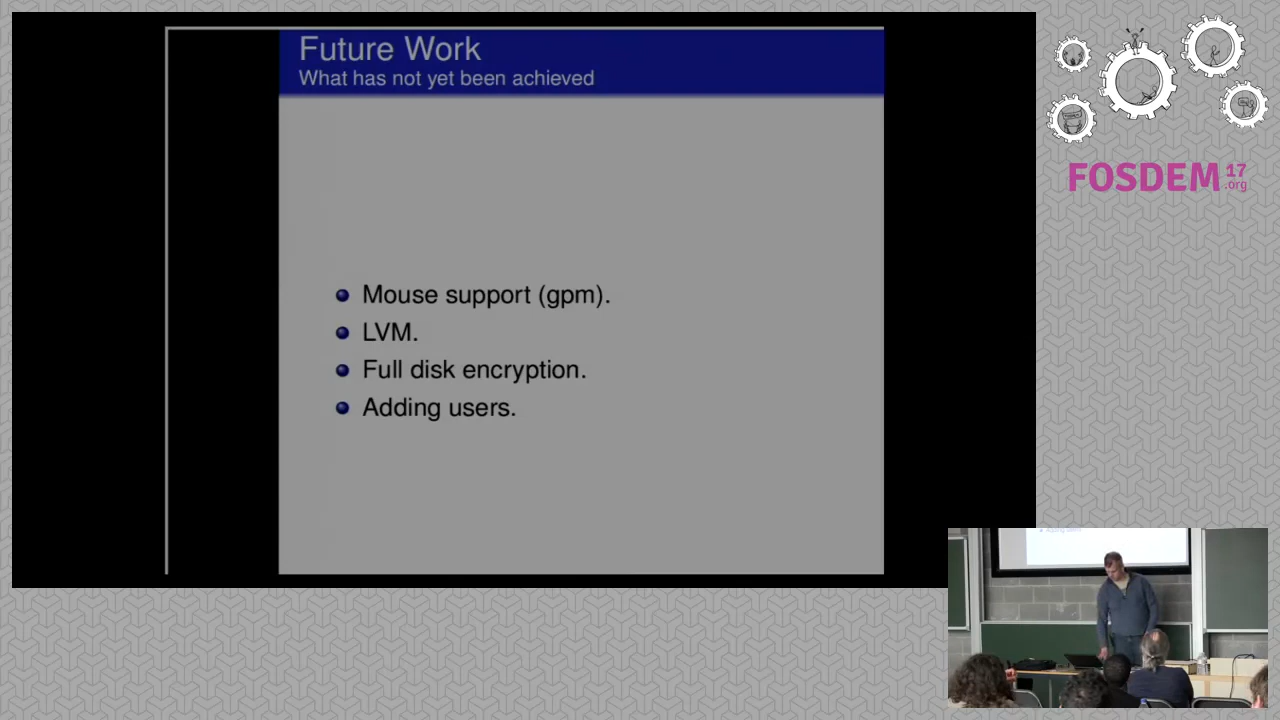 Future Work
What has not yet been achieved
Mouse support (gpm).
LVM.
Full disk encryption.
Adding users.
FOSDEM 17
.org